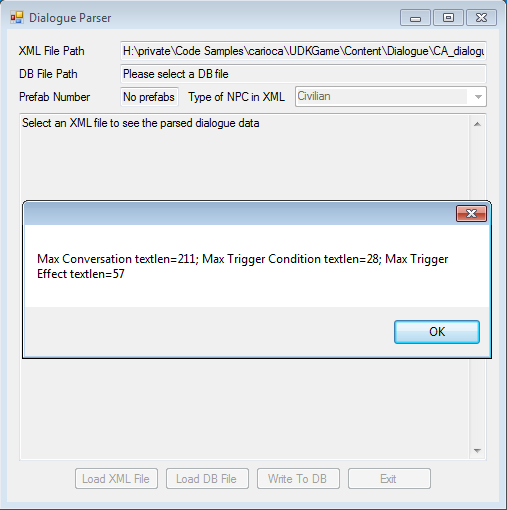 Dialogue Parser
XML File Path H:\private\Code Samples\carioca\UDKGame\Content\Dialogue\CA_dialogu
DB File Path Please select a DB file
Prefab Number No prefabs Type of NPC in XML Civilian
Select an XML file to see the parsed dialogue data
Max Conversation textlen=211; Max Trigger Condition textlen=28; Max Trigger
Effect textlen=57
OK
Load XML File Load DB File Write To DB Exit